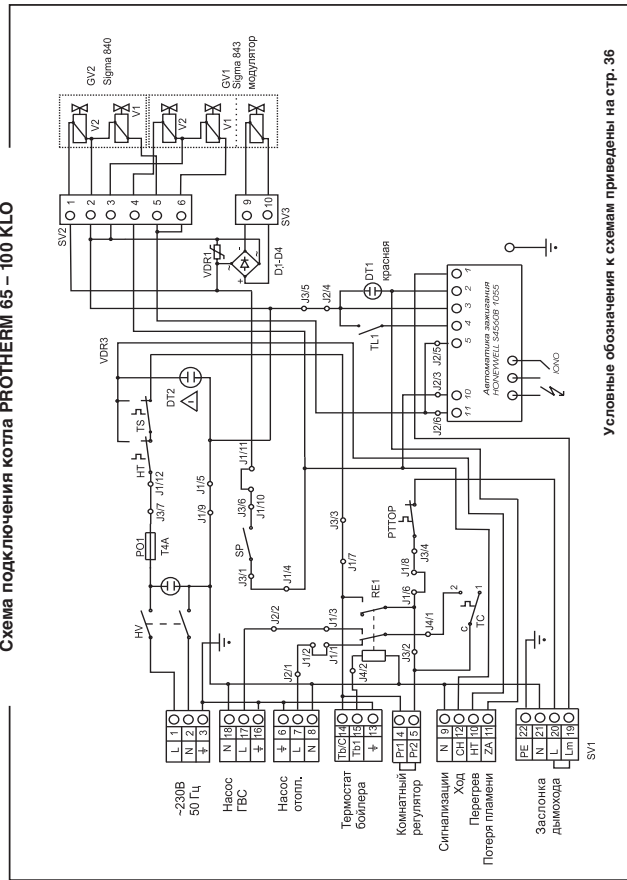 Схема подключения котла PROTHERM 65 – 100 KLO
GV2
Sigma 840
GV1
Sigma 843
модулятор
V2
V1
V2
V1
SV2
1
2
3
4
5
6
9
10
SV3
VDR1
D1-D4
+
-
~
~
VDR3
DT2
TS
HT
J1/12
J3/7
PO1
T4A
HV
J1/9
J1/5
J3/5
J2/4
DT1
красная
TL1
J2/5
J2/3
J2/6
11
10
5
4
3
2
1
Автоматика зажигания
HONEYWELL S4560B 1055
IONO
J1/11
J1/10
J3/6
SP
J3/1
J1/4
J2/2
J2/1
J1/2
J1/1
J1/3
J4/2
RE1
J1/7
J3/3
PTTOP
J3/4
J1/8
J1/6
J3/2
J4/1
TC
C
2
1
~230В
50 Гц
L 1
N 2
3
Насос
ГВС
N 18
L 17
16
Насос
отопл.
6
L 7
N 8
Термостат
бойлера
Tb/C 14
Tb1 15
13
Комнатный
регулятор
Pr1 4
Pr2 5
Сигнализации
Ход
Перегрев
Потеря пламени
N 9
CH 12
HT 10
ZA 11
Заслонка
дымохода
PE 22
N 21
L 20
Lm 19
SV1
Условные обозначения к схемам приведены на стр. 36